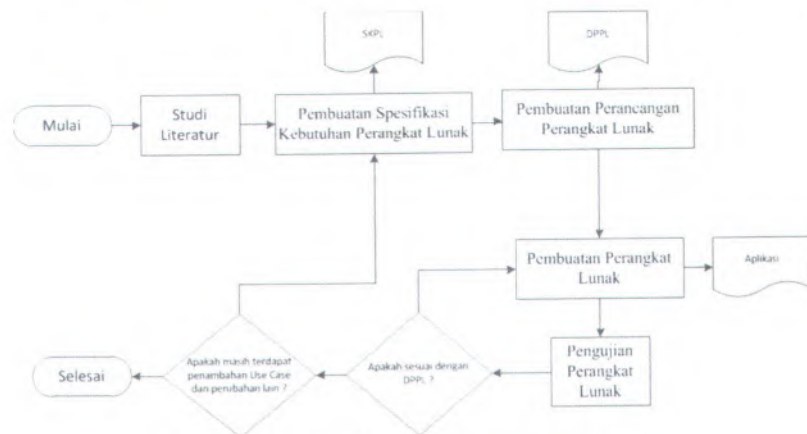 SKPL
DPPL
Mulai
Studi
Literatur
Pembuatan Spesifikasi
Kebutuhan Perangkat Lunak
Pembuatan Perancangan
Perangkat Lunak
Pembuatan Perangkat
Lunak
Aplikasi
Pengujian
Perangkat
Lunak
Apakah sesuai dengan
DPPL ?
Apakah masih terdapat
penambahan Use Case
dan perubahan lain ?
Selesai